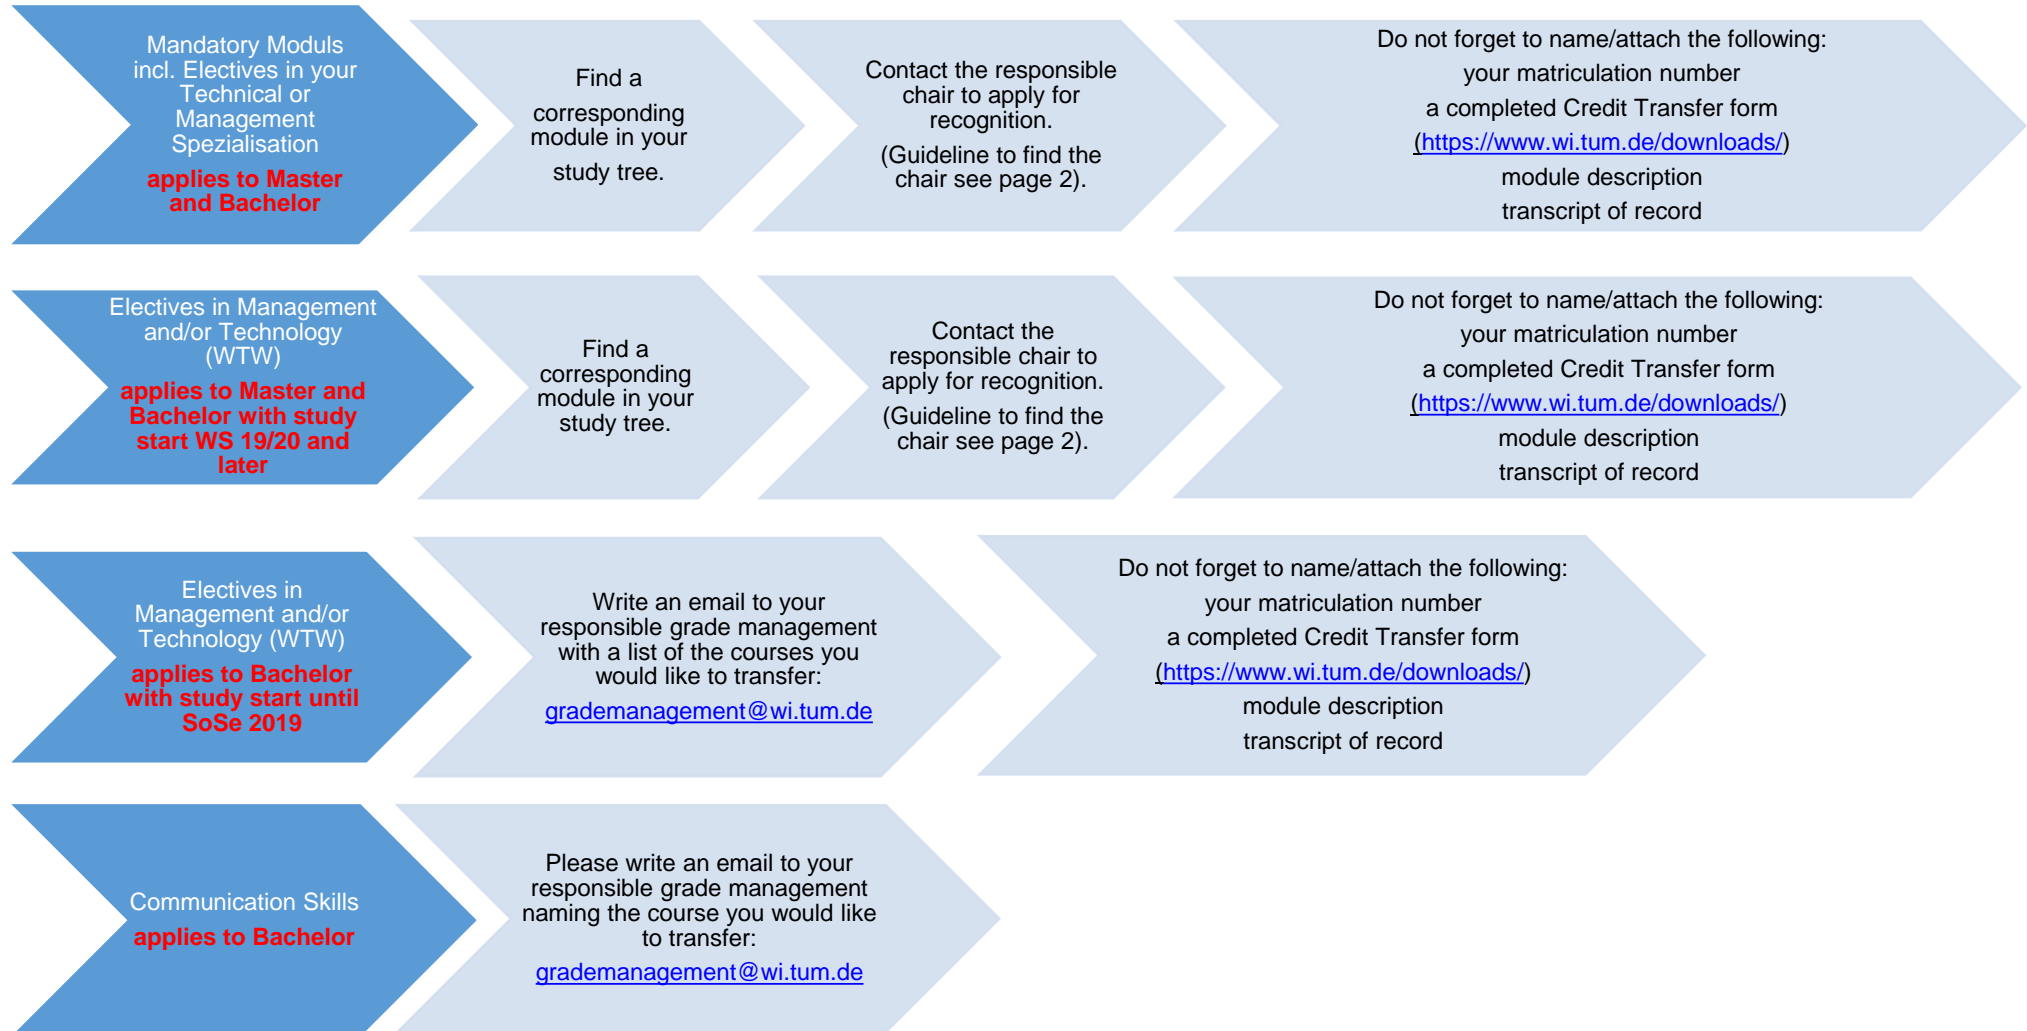 Mandatory Moduls
incl. Electives in your
Technical or
Management
Spezialisation
applies to Master
and Bachelor
Find a
corresponding
module in your
study tree.
Contact the responsible
chair to apply for
recognition.
(Guideline to find the
chair see page 2).
Do not forget to name/attach the following:
your matriculation number
a completed Credit Transfer form
(https://www.wi.tum.de/downloads/)
module description
transcript of record
Electives in Management
and/or Technology
(WTW)
applies to Master and
Bachelor with study
start WS 19/20 and
later
Find a
corresponding
module in your
study tree.
Contact the
responsible chair to
apply for recognition.
(Guideline to find the
chair see page 2).
Do not forget to name/attach the following:
your matriculation number
a completed Credit Transfer form
(https://www.wi.tum.de/downloads/)
module description
transcript of record
Electives in
Management and/or
Technology (WTW)
applies to Bachelor
with study start until
SoSe 2019
Write an email to your
responsible grade management
with a list of the courses you
would like to transfer:
grademanagement@wi.tum.de
Do not forget to name/attach the following:
your matriculation number
a completed Credit Transfer form
(https://www.wi.tum.de/downloads/)
module description
transcript of record
Communication Skills
applies to Bachelor
Please write an email to your
responsible grade management
naming the course you would like
to transfer:
grademanagement@wi.tum.de